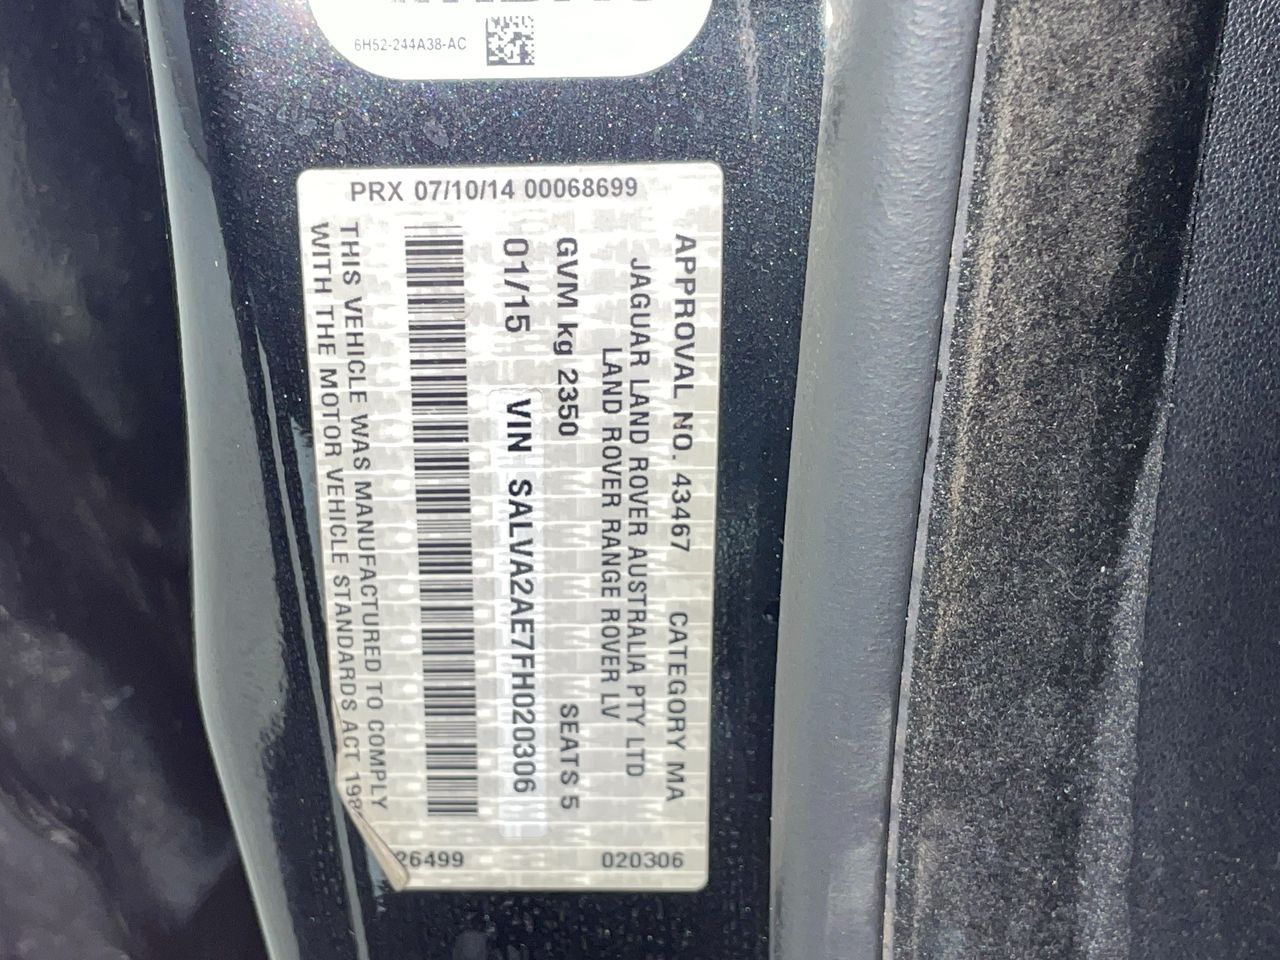 6H52-244A38-AC
PRX 07/10/14 00068699
APPROVAL NO. 43467 CATEGORY MA
JAGUAR LAND ROVER AUSTRALIA PTY LTD
LAND ROVER RANGE ROVER LV
GVM kg 2350 SEATS 5
01/15 VIN SALVA2AE7FH020306
THIS VEHICLE WAS MANUFACTURED TO COMPLY
WITH THE MOTOR VEHICLE STANDARDS ACT 198
26499 020306